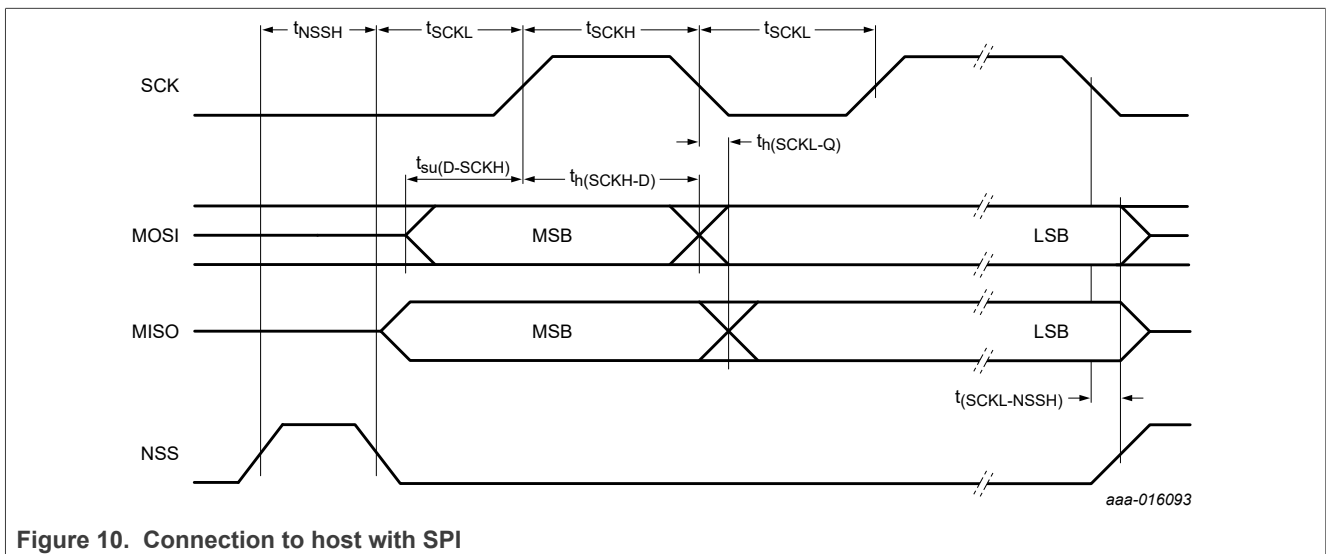 tNSSH tSCKL tSCKH tSCKL
SCK
th(SCKL-Q)
tsu(D-SCKH) th(SCKH-D)
MOSI MSB LSB
MISO MSB LSB
t(SCKL-NSSH)
NSS
aaa-016093
Figure 10. Connection to host with SPI